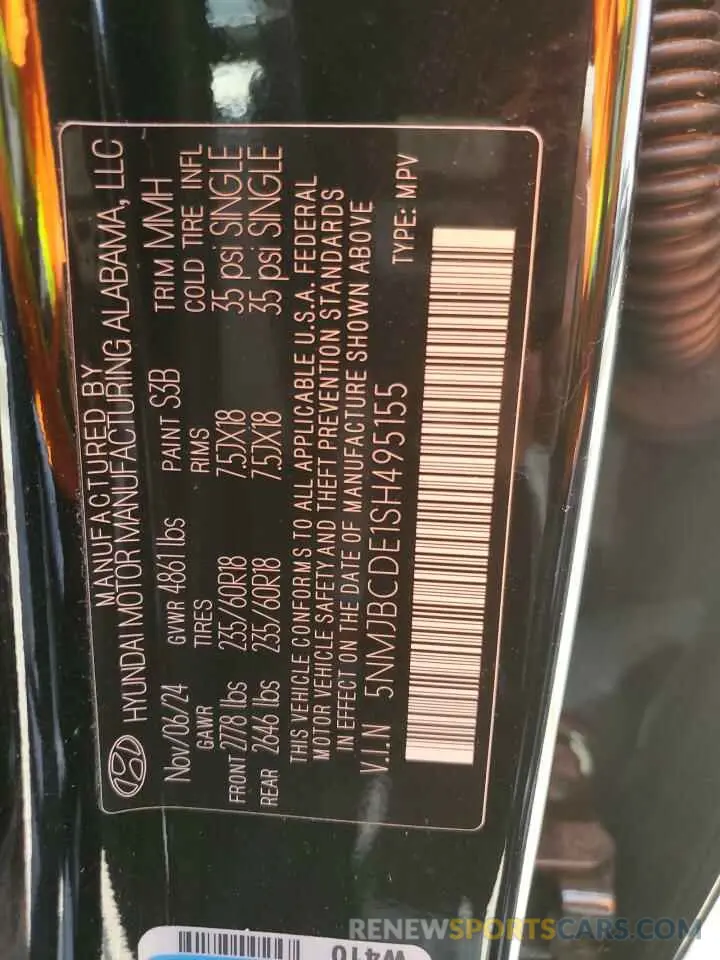 MANUFACTURED BY
HYUNDAI MOTOR MANUFACTURING ALABAMA, LLC
Nov/06/24 GVWR 4861 lbs PAINT S3B TRIM MMH
GAWR TIRES RIMS COLD TIRE INFL
FRONT 2778 lbs 235/60R18 7.5JX18 35 psi SINGLE
REAR 2646 lbs 235/60R18 7.5JX18 35 psi SINGLE
THIS VEHICLE CONFORMS TO ALL APPLICABLE U.S.A. FEDERAL
MOTOR VEHICLE SAFETY AND THEFT PREVENTION STANDARDS
IN EFFECT ON THE DATE OF MANUFACTURE SHOWN ABOVE
V.I.N 5NMJBCDE1SH495155 TYPE: MPV
W410
RENEWSPORTSCARS.COM